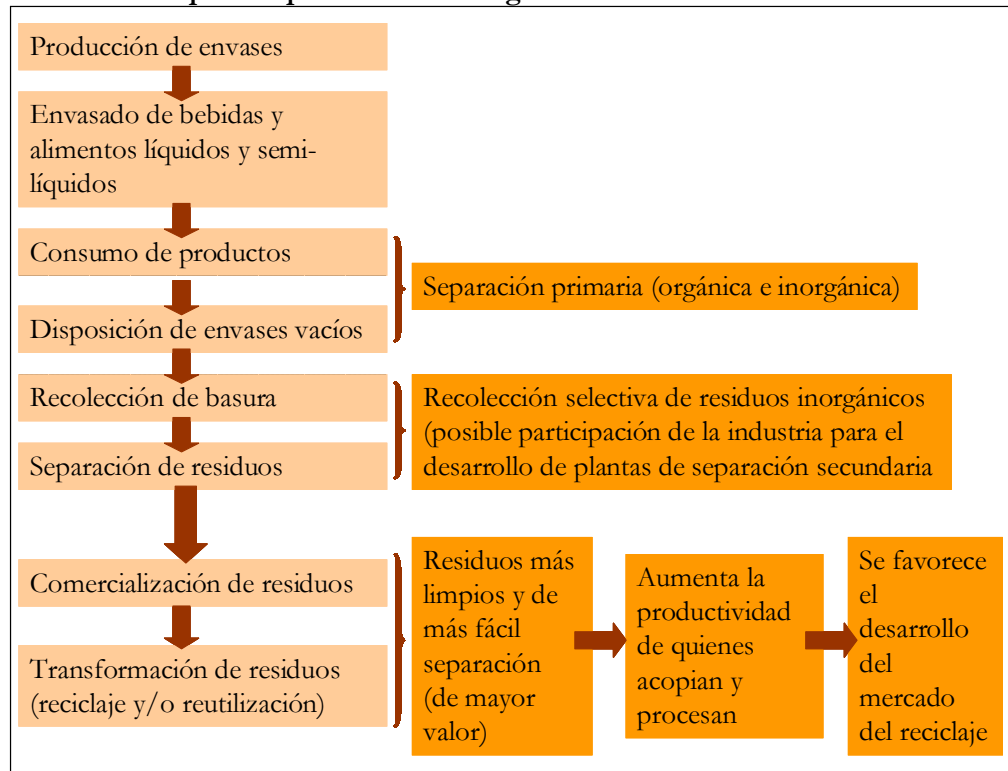 Producción de envases
Envasado de bebidas y
alimentos líquidos y semi-
líquidos
Consumo de productos
Disposición de envases vacíos
Separación primaria (orgánica e inorgánica)
Recolección de basura
Separación de residuos
Recolección selectiva de residuos inorgánicos
(posible participación de la industria para el
desarrollo de plantas de separación secundaria
Comercialización de residuos
Transformación de residuos
(reciclaje y/o reutilización)
Residuos más
limpios y de
más fácil
separación
(de mayor
valor)
Aumenta la
productividad
de quienes
acopian y
procesan
Se favorece
el
desarrollo
del
mercado
del reciclaje